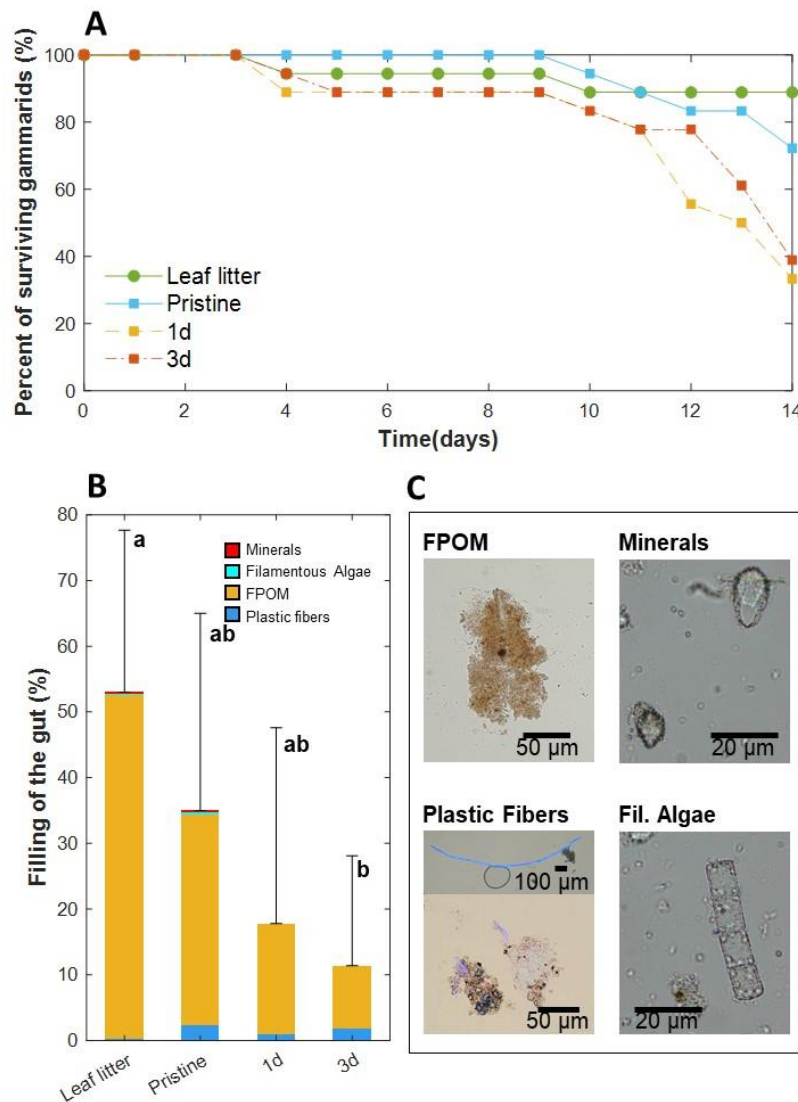 A
Percent of surviving gammarids (%)
100
80
60
40
20
0
Leaf litter
Pristine
1d
3d
0 2 4 6 8 10 12 14
Time(days)
B
Filling of the gut (%)
80
70
60
50
40
30
20
10
0
a
ab
ab
b
Minerals
Filamentous Algae
FPOM
Plastic fibers
Leaf litter Pristine 1d 3d
C
FPOM
50 µm
Minerals
20 µm
Plastic Fibers
100 µm
50 µm
Fil. Algae
20 µm